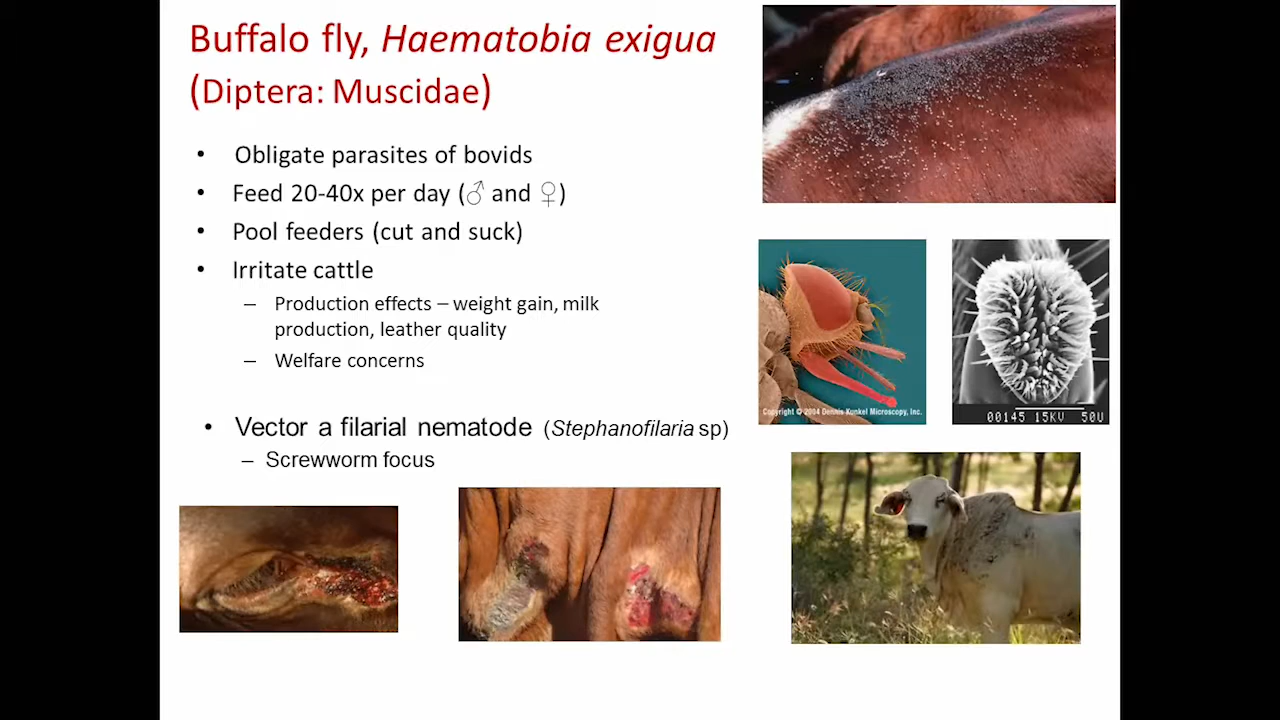 Buffalo fly, Haematobia exigua
(Diptera: Muscidae)
• Obligate parasites of bovids
• Feed 20-40x per day (♂ and ♀)
• Pool feeders (cut and suck)
• Irritate cattle
– Production effects – weight gain, milk
production, leather quality
– Welfare concerns
• Vector a filarial nematode (Stephanofilaria sp)
– Screwworm focus
Copyright © 2004 Dennis Kunkel Microscopy, Inc.
00145 15KV 50U